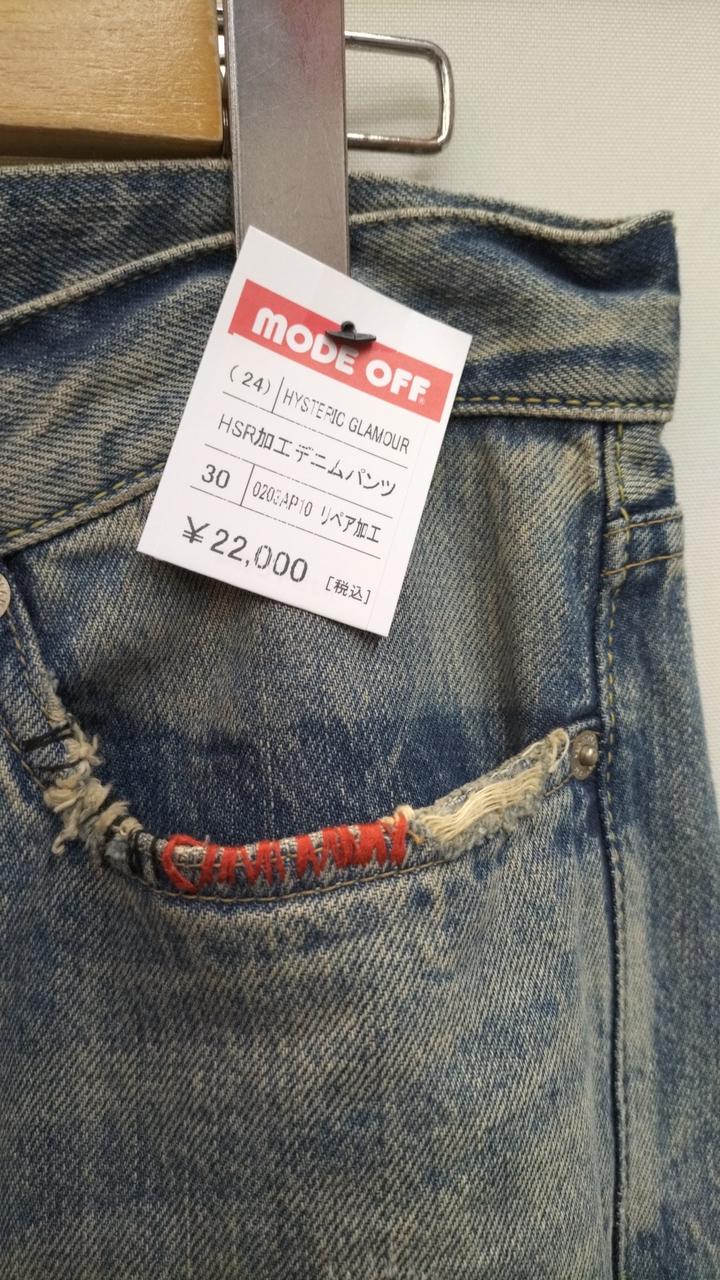 MODE OFF
(24) HYSTERIC GLAMOUR
HSR加工デニムパンツ
30 0203AP10 リペア加工
¥22,000 [税込]